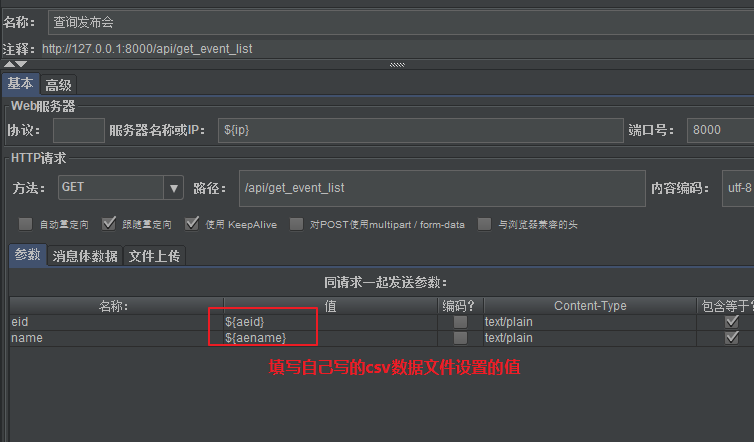 名称： 查询发布会
注释： http://127.0.0.1:8000/api/get_event_list
基本 高级
Web服务器
协议： 服务器名称或IP： ${ip} 端口号： 8000
HTTP请求
方法： GET 路径： /api/get_event_list 内容编码： utf-8
自动重定向 跟随重定向 使用 KeepAlive 对POST使用multipart / form-data 与浏览器兼容的头
参数 消息体数据 文件上传
同请求一起发送参数：
名称： 值 编码? Content-Type 包含等于?
eid ${aeid} text/plain
name ${aename} text/plain
填写自己写的csv数据文件设置的值